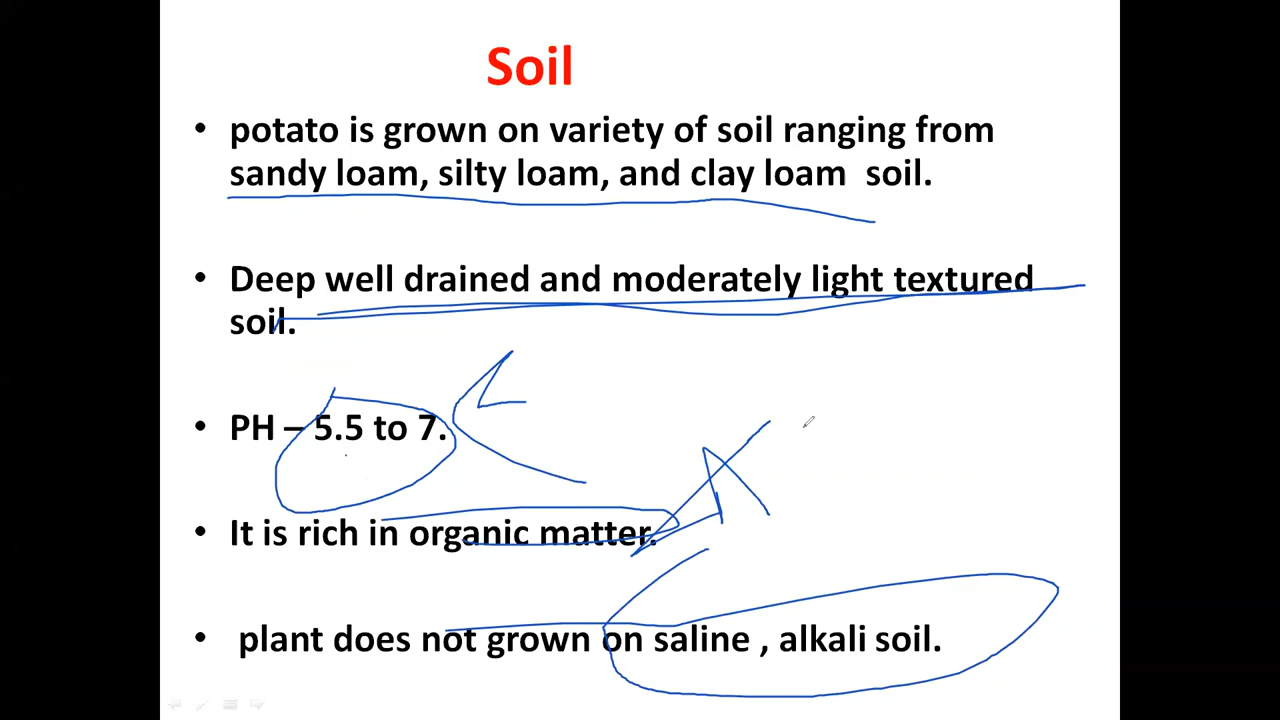 Soil
• potato is grown on variety of soil ranging from
sandy loam, silty loam, and clay loam  soil.
• Deep well drained and moderately light textured
soil.
• PH – 5.5 to 7.
• It is rich in organic matter.
• plant does not grown on saline , alkali soil.